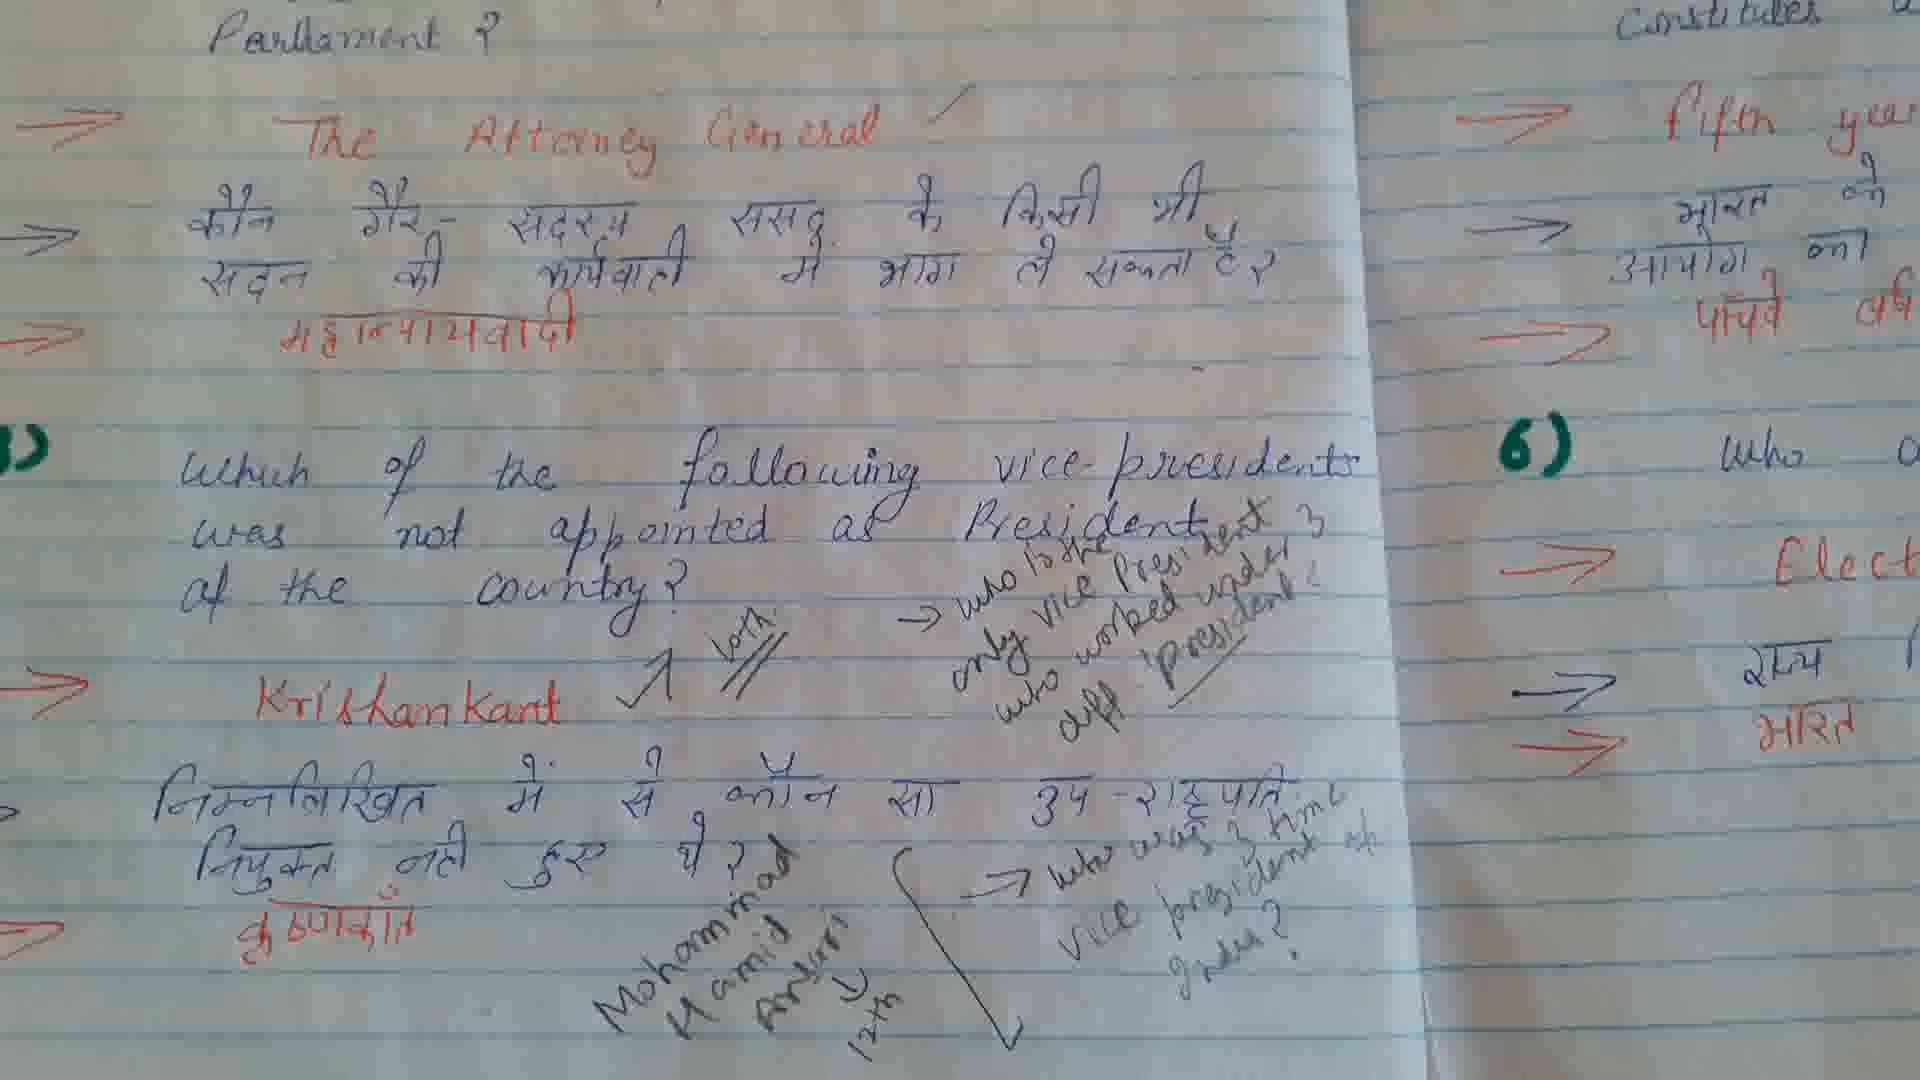 Parliament ?
The Attorney General
कौन गैर- सदस्य ससद के किसी भी
सदन की कार्यवाही में भाग ले सकता है ?
महान्यायवादी
Which of the following vice-presidents
was not appointed as President
of the country?
→ who is the
only vice President
who worked under 3
diff president?
Krishan Kant
both
निम्नलिखित में से कौन सा उप-राष्ट्रपति
नियुक्त नही हुए थे ?
कृष्णकांत
Mohammad
Hamid
Ansari
12th
→ who was 3 time
vice president of
India?
Constitutes
Fifth year
भारत के
आयोग का
पाँचवे वर्ष
6) Who
Elect
राज्य
भारत